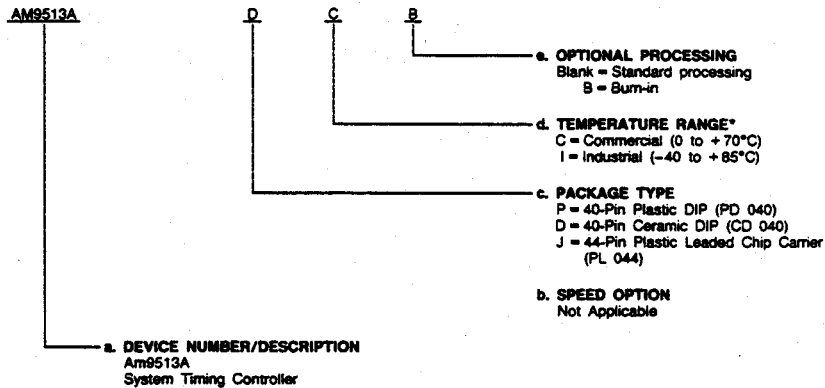 AM9513A D C B
e. OPTIONAL PROCESSING
Blank = Standard processing
B = Burn-in
d. TEMPERATURE RANGE*
C = Commercial (0 to +70°C)
I = Industrial (-40 to +85°C)
c. PACKAGE TYPE
P = 40-Pin Plastic DIP (PD 040)
D = 40-Pin Ceramic DIP (CD 040)
J = 44-Pin Plastic Leaded Chip Carrier
(PL 044)
b. SPEED OPTION
Not Applicable
a. DEVICE NUMBER/DESCRIPTION
Am9513A
System Timing Controller